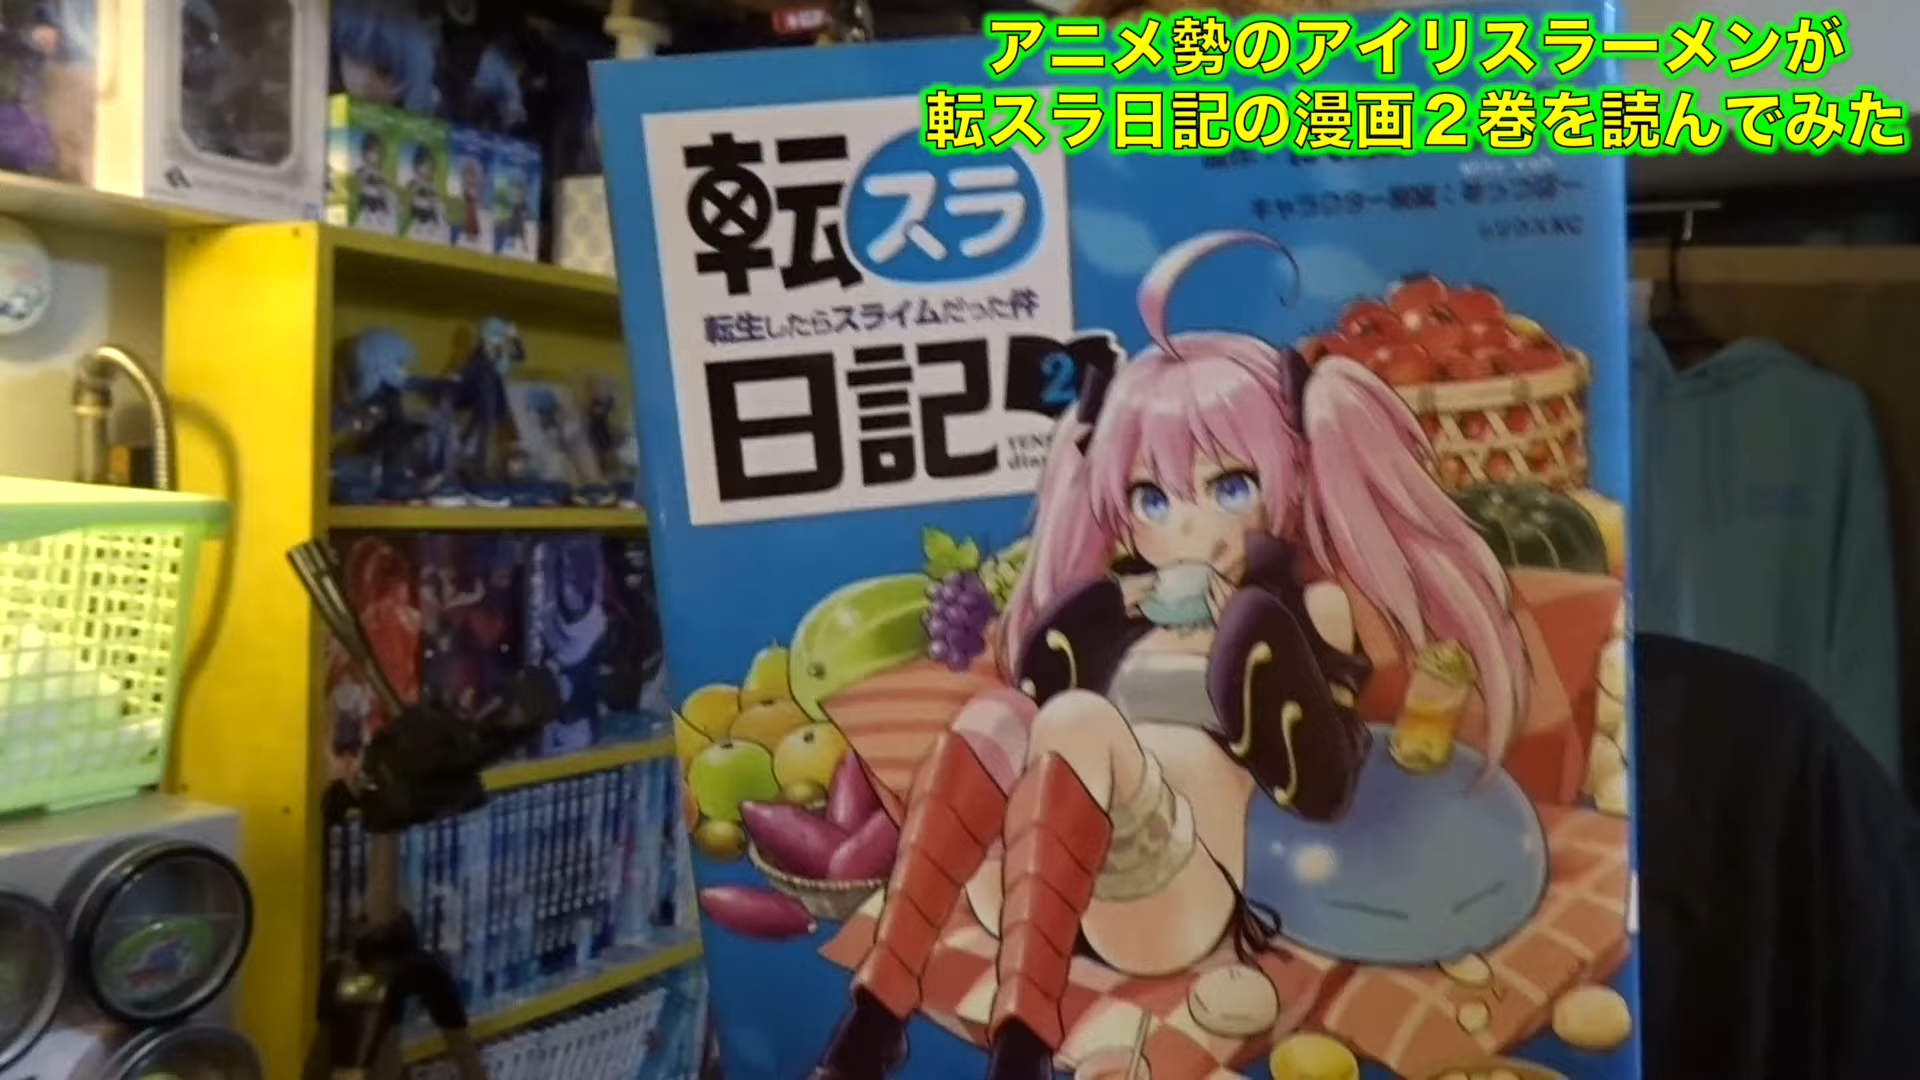 アニメ勢のアイリスラーメンが
転スラ日記の漫画２巻を読んでみた
転スラ
転生したらスライムだった件
日記
2